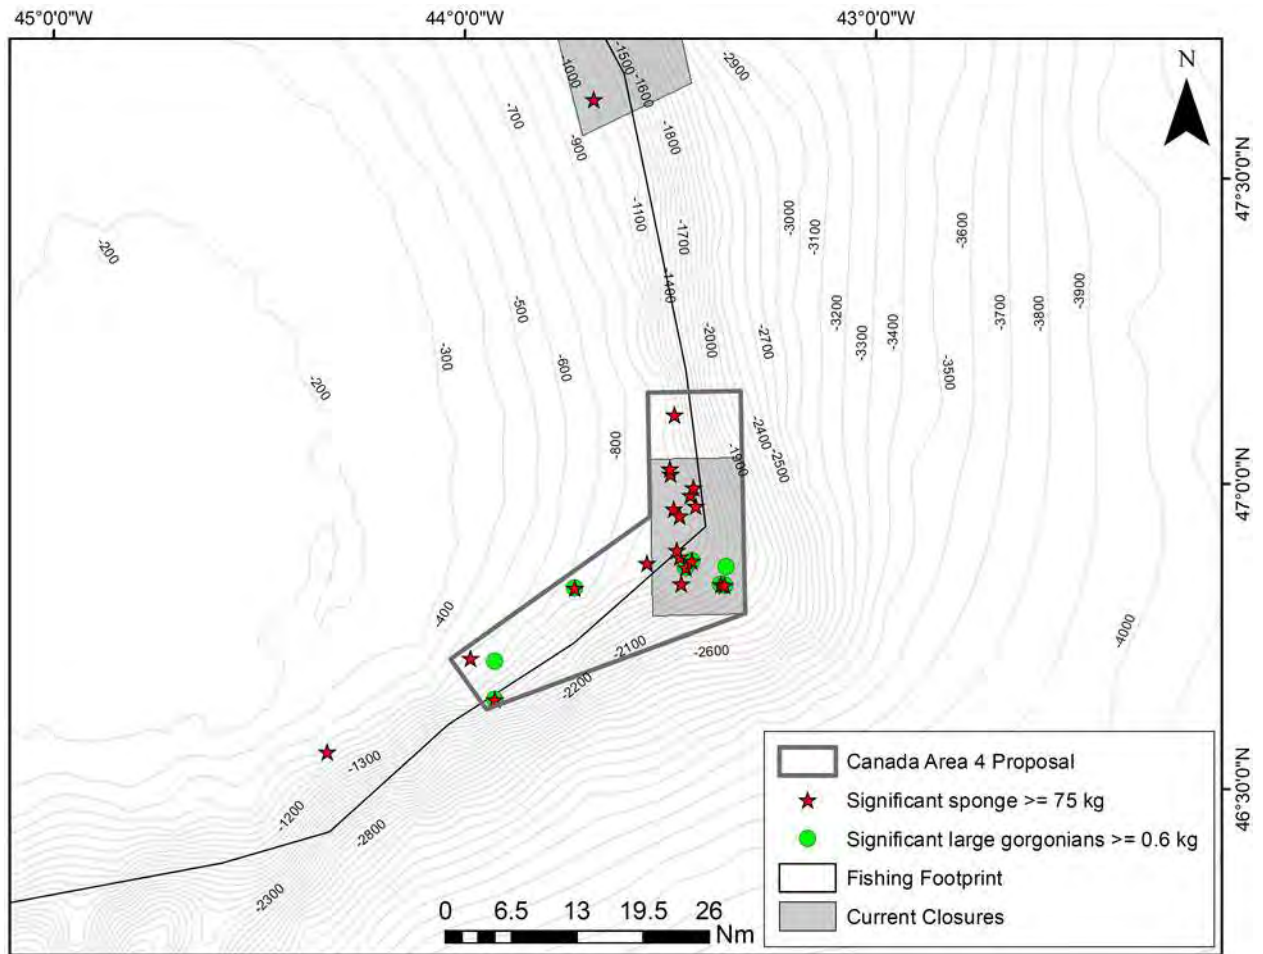 45°0'0"W
44°0'0"W
43°0'0"W
-1500
-2900
-1000
-1600
-700
-1800
-900
N
47°30'0"N
-1100
-3000
-3100
-3600
-1700
-200
-1400
-3900
-500
-3200
-3700
-3800
-2000
-2700
-3300
-3400
-300
-600
-3500
-200
-2400
-800
-1900
-2500
47°0'0"N
-400
-4000
-2100
-2600
-2200
-1300
46°30'0"N
-1200
-2800
-2300
Canada Area 4 Proposal
Significant sponge >= 75 kg
Significant large gorgonians >= 0.6 kg
Fishing Footprint
Current Closures
0 6.5 13 19.5 26
Nm